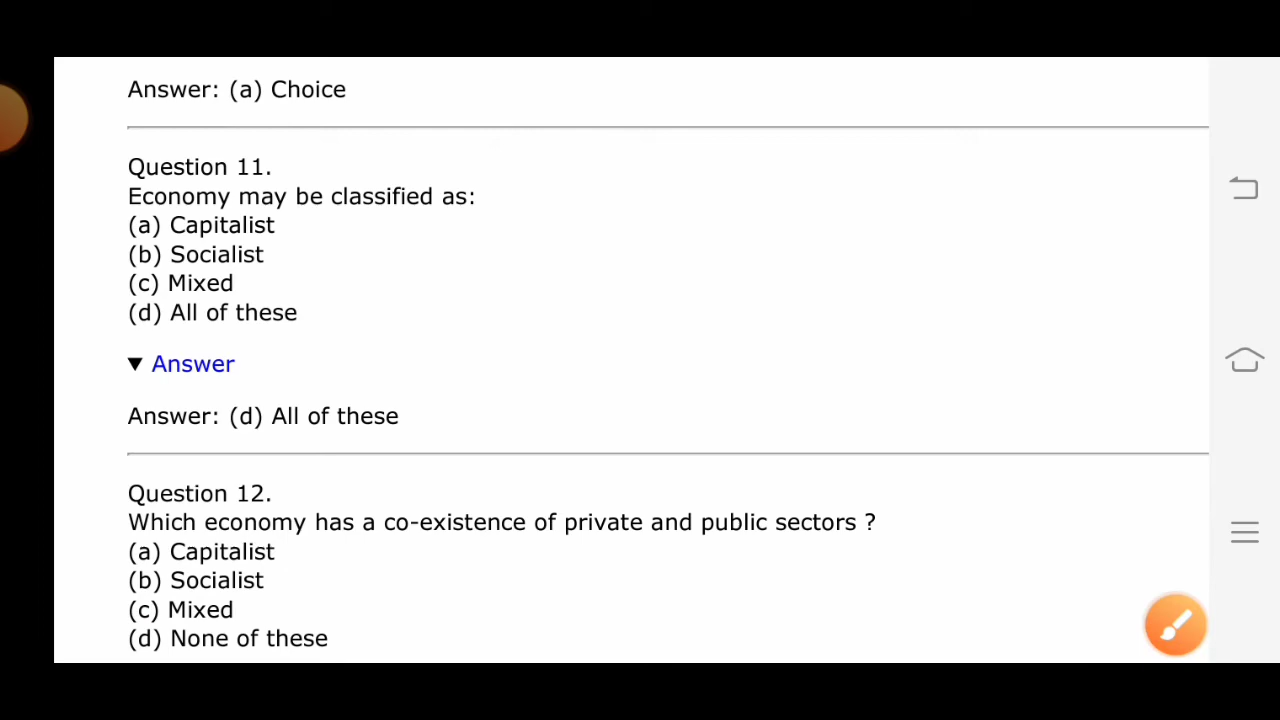 Answer: (a) Choice
Question 11.
Economy may be classified as:
(a) Capitalist
(b) Socialist
(c) Mixed
(d) All of these
▼ Answer
Answer: (d) All of these
Question 12.
Which economy has a co-existence of private and public sectors ?
(a) Capitalist
(b) Socialist
(c) Mixed
(d) None of these